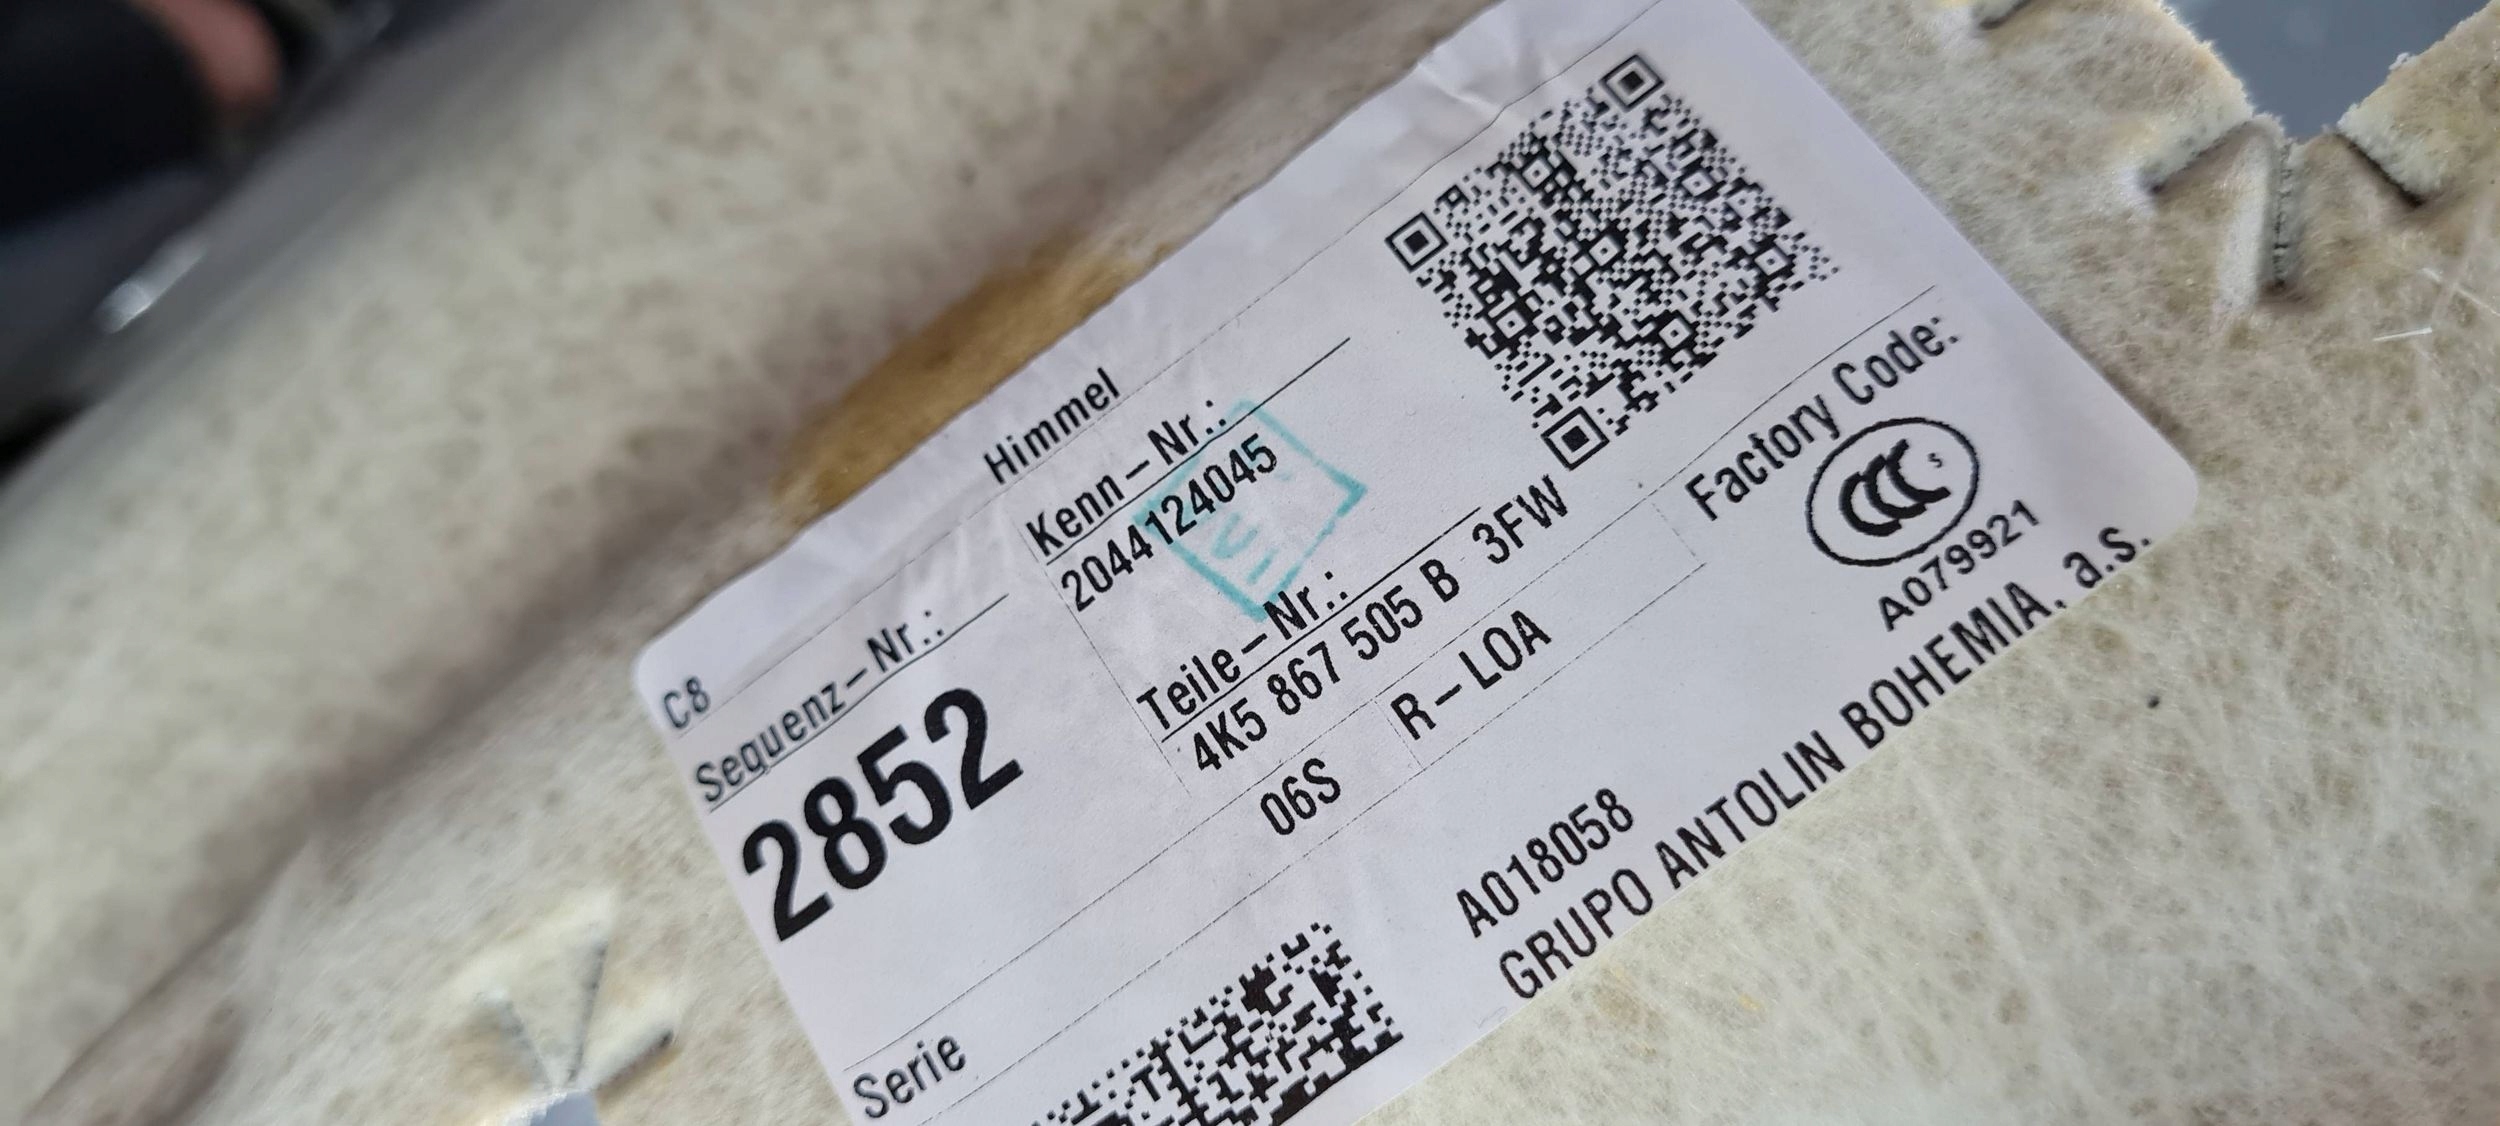 Himmel
C8
Sequenz-Nr.:
2852
Kenn-Nr.:
2044124045
Teile-Nr.:
4K5 867 505 B 3FW
06S
R-LOA
Factory Code:
CCC S
A079921
Serie
A018058
GRUPO ANTOLIN BOHEMIA, a.s.